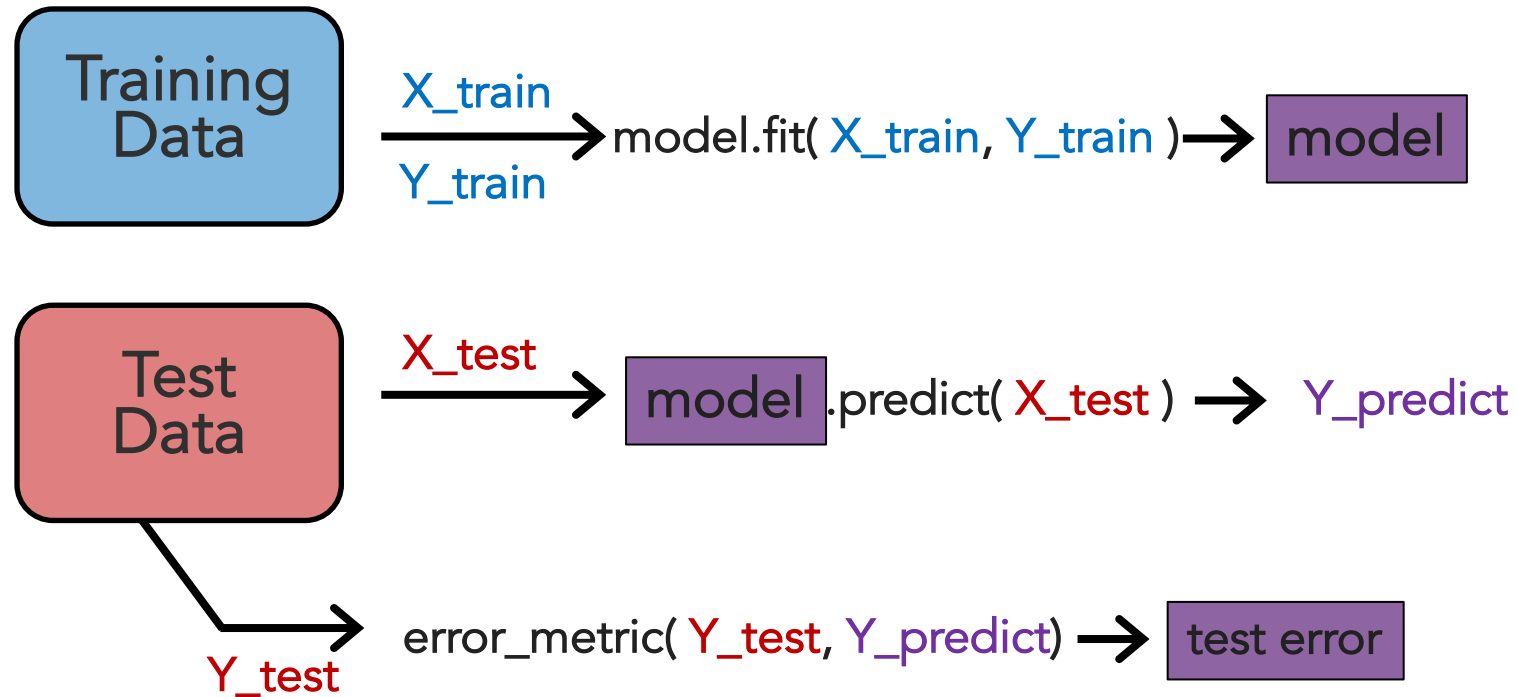 Training
Data
X_train
Y_train
model.fit( X_train, Y_train )
model
Test
Data
X_test
model .predict( X_test )
Y_predict
Y_test
error_metric( Y_test, Y_predict)
test error